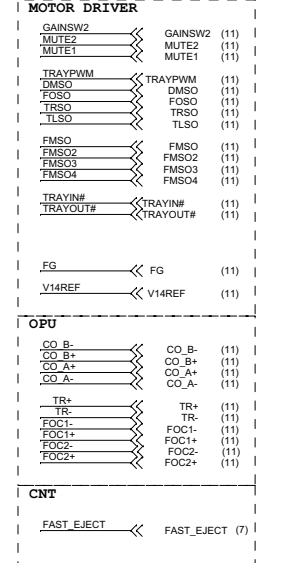 MOTOR DRIVER
GAINSW2 GAINSW2 (11)
MUTE2 MUTE2 (11)
MUTE1 MUTE1 (11)
TRAYPWM TRAYPWM (11)
DMSO DMSO (11)
FOSO FOSO (11)
TRSO TRSO (11)
TLSO TLSO (11)
FMSO FMSO (11)
FMSO2 FMSO2 (11)
FMSO3 FMSO3 (11)
FMSO4 FMSO4 (11)
TRAYIN# TRAYIN# (11)
TRAYOUT# TRAYOUT# (11)
FG FG (11)
V14REF V14REF (11)
OPU
CO_B- CO_B- (11)
CO_B+ CO_B+ (11)
CO_A+ CO_A+ (11)
CO_A- CO_A- (11)
TR+ TR+ (11)
TR- TR- (11)
FOC1- FOC1- (11)
FOC1+ FOC1+ (11)
FOC2- FOC2- (11)
FOC2+ FOC2+ (11)
CNT
FAST_EJECT FAST_EJECT (7)